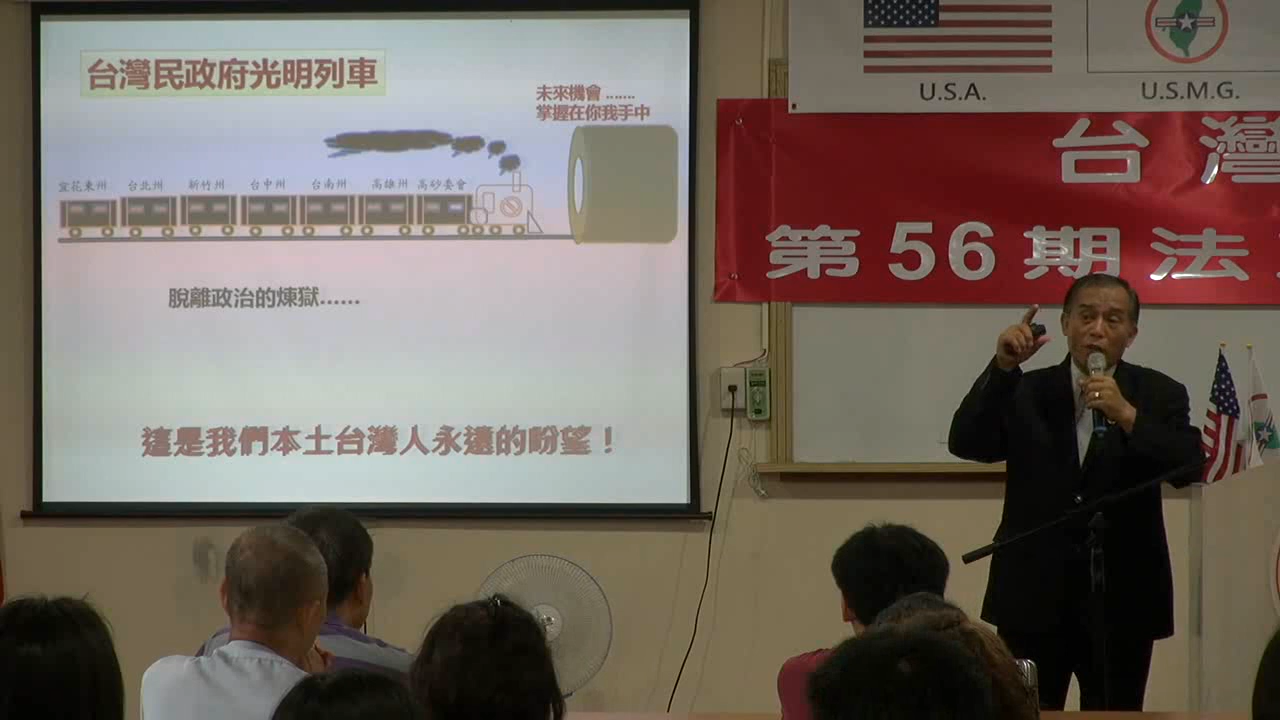 台灣民政府光明列車
未來機會……
掌握在你我手中
宜花東州 台北州 新竹州 台中州 台南州 高雄州 高砂委會
脫離政治的煉獄……
這是我們本土台灣人永遠的盼望！
U.S.A. U.S.M.G.
台灣
第56期法